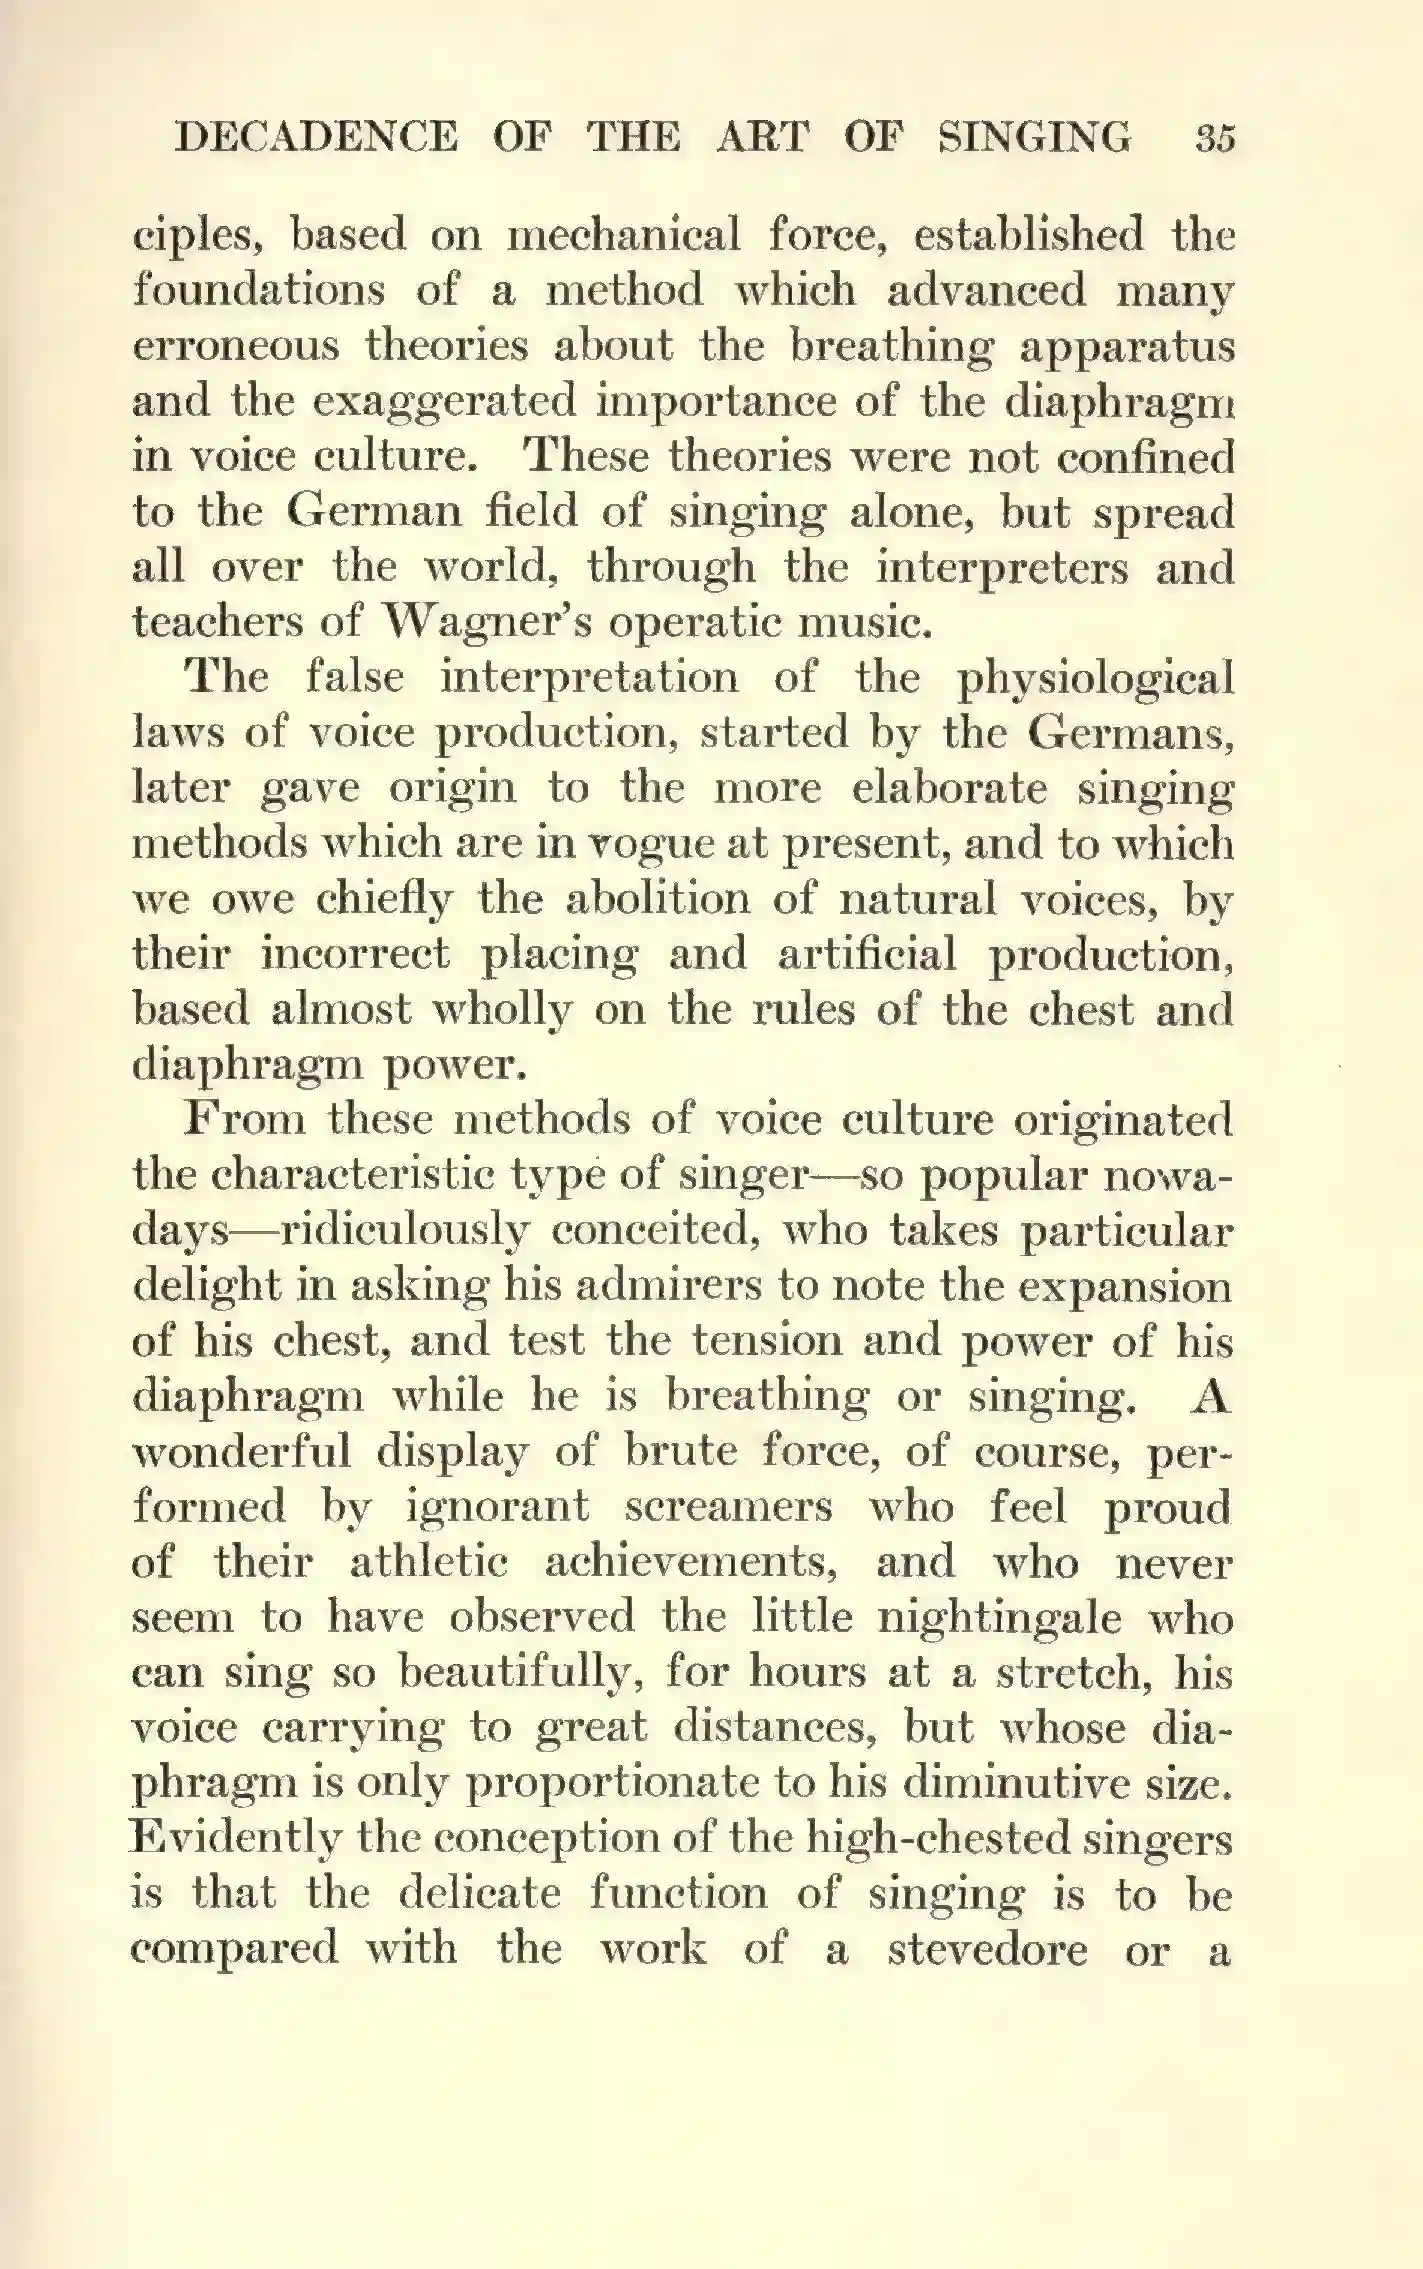 DECADENCE OF THE ART OF SINGING 35
ciples, based on mechanical force, established the
foundations of a method which advanced many
erroneous theories about the breathing apparatus
and the exaggerated importance of the diaphragm
in voice culture. These theories were not confined
to the German field of singing alone, but spread
all over the world, through the interpreters and
teachers of Wagner's operatic music.
The false interpretation of the physiological
laws of voice production, started by the Germans,
later gave origin to the more elaborate singing
methods which are in vogue at present, and to which
we owe chiefly the abolition of natural voices, by
their incorrect placing and artificial production,
based almost wholly on the rules of the chest and
diaphragm power.
From these methods of voice culture originated
the characteristic type of singer—so popular nowa-
days—ridiculously conceited, who takes particular
delight in asking his admirers to note the expansion
of his chest, and test the tension and power of his
diaphragm while he is breathing or singing. A
wonderful display of brute force, of course, per-
formed by ignorant screamers who feel proud
of their athletic achievements, and who never
seem to have observed the little nightingale who
can sing so beautifully, for hours at a stretch, his
voice carrying to great distances, but whose dia-
phragm is only proportionate to his diminutive size.
Evidently the conception of the high-chested singers
is that the delicate function of singing is to be
compared with the work of a stevedore or a